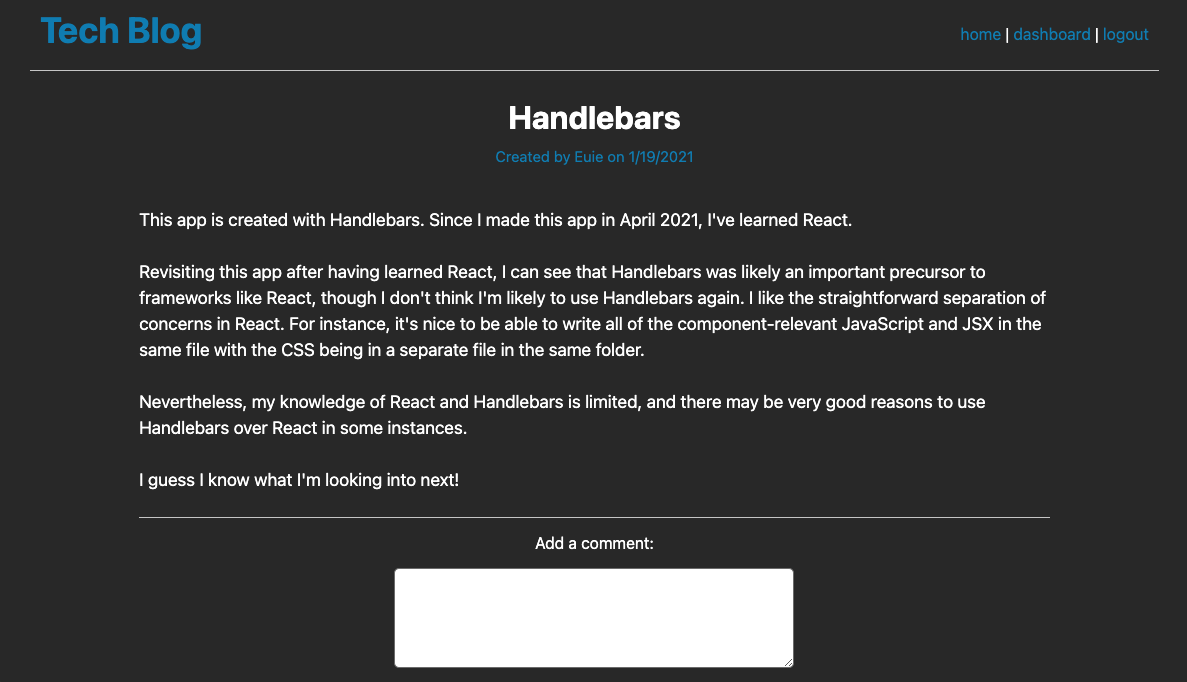 Tech Blog
home | dashboard | logout
Handlebars
Created by Euie on 1/19/2021
This app is created with Handlebars. Since I made this app in April 2021, I've learned React.
Revisiting this app after having learned React, I can see that Handlebars was likely an important precursor to
frameworks like React, though I don't think I'm likely to use Handlebars again. I like the straightforward separation of
concerns in React. For instance, it's nice to be able to write all of the component-relevant JavaScript and JSX in the
same file with the CSS being in a separate file in the same folder.
Nevertheless, my knowledge of React and Handlebars is limited, and there may be very good reasons to use
Handlebars over React in some instances.
I guess I know what I'm looking into next!
Add a comment: